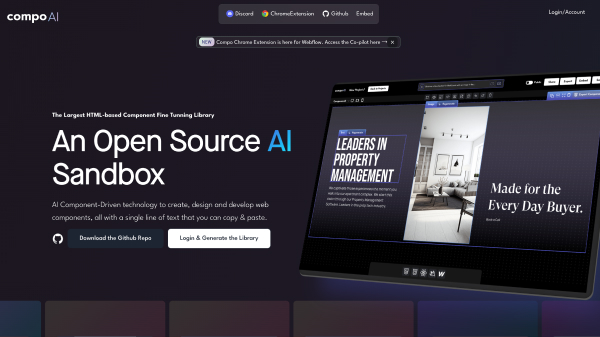 compo AI
Discord
ChromeExtension
Github
Embed
Login/Account
NEW Compo Chrome Extension is here for Webflow. Access the Co-pilot here → ×
The Largest HTML-based Component Fine Tunning Library
An Open Source AI
Sandbox
AI Component-Driven technology to create, design and develop web
components, all with a single line of text that you can copy & paste.
Download the Github Repo
Login & Generate the Library
LEADERS IN
PROPERTY
MANAGEMENT
Made for the
Every Day Buyer.